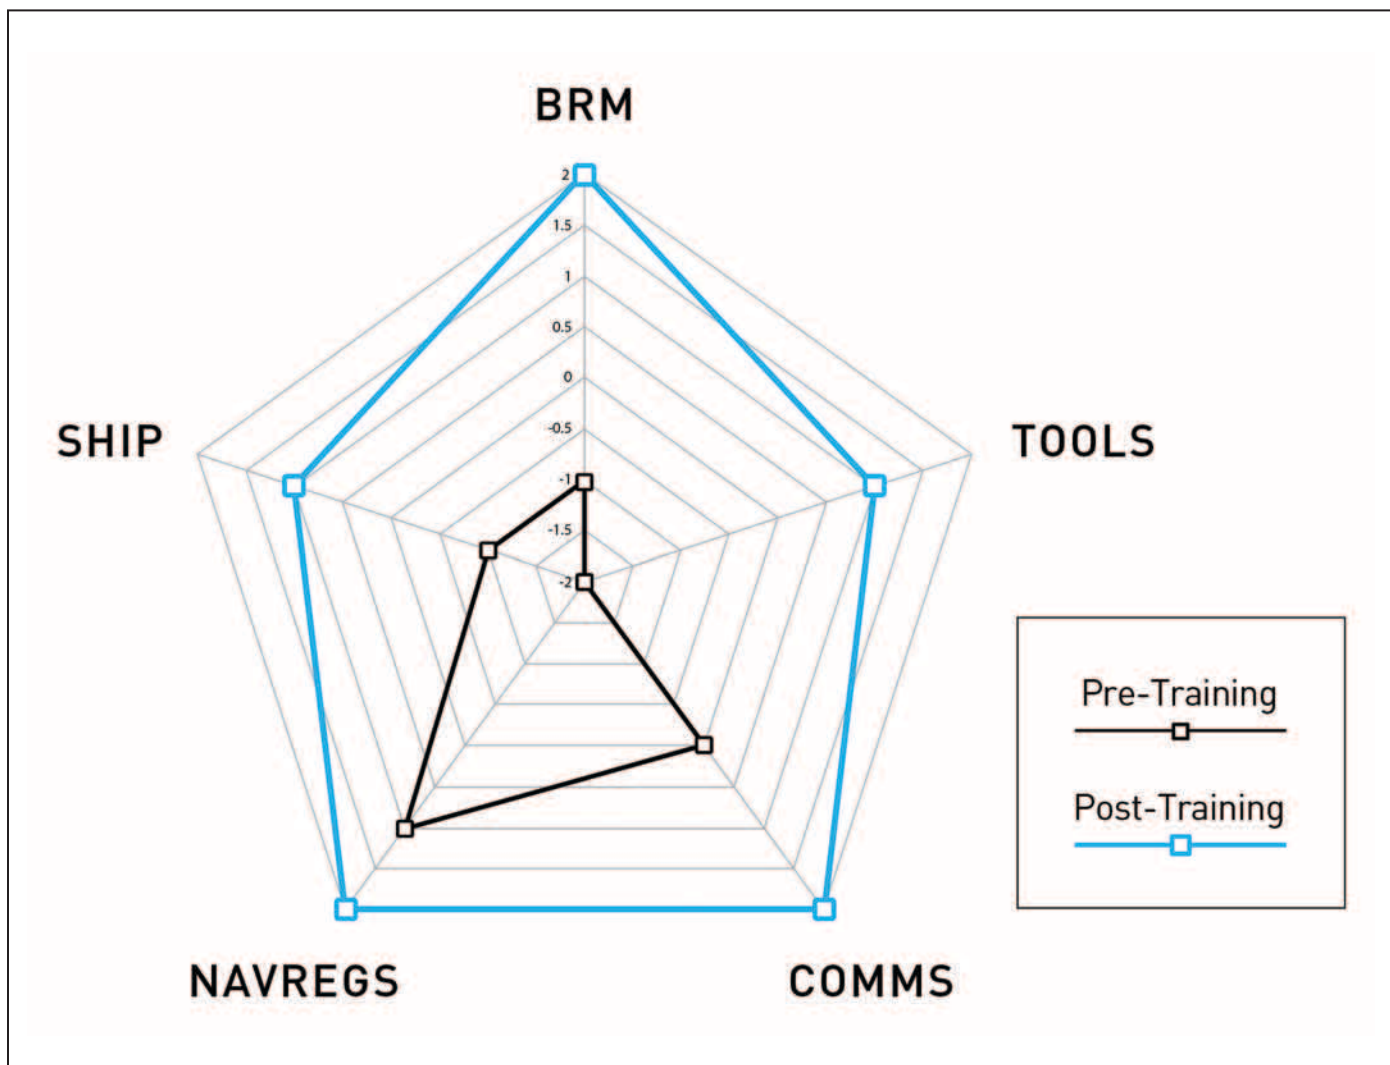 BRM
2
1.5
1
0.5
0
-0.5
-1
-1.5
-2
SHIP
TOOLS
Pre-Training
Post-Training
NAVREGS
COMMS